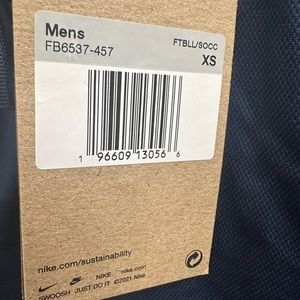 Mens
FTBLL/SOCC
FB6537-457
XS
1 96609 13056 6
nike.com/sustainability
NIKE nike.com
SWOOSH JUST DO IT ©2021 Nike